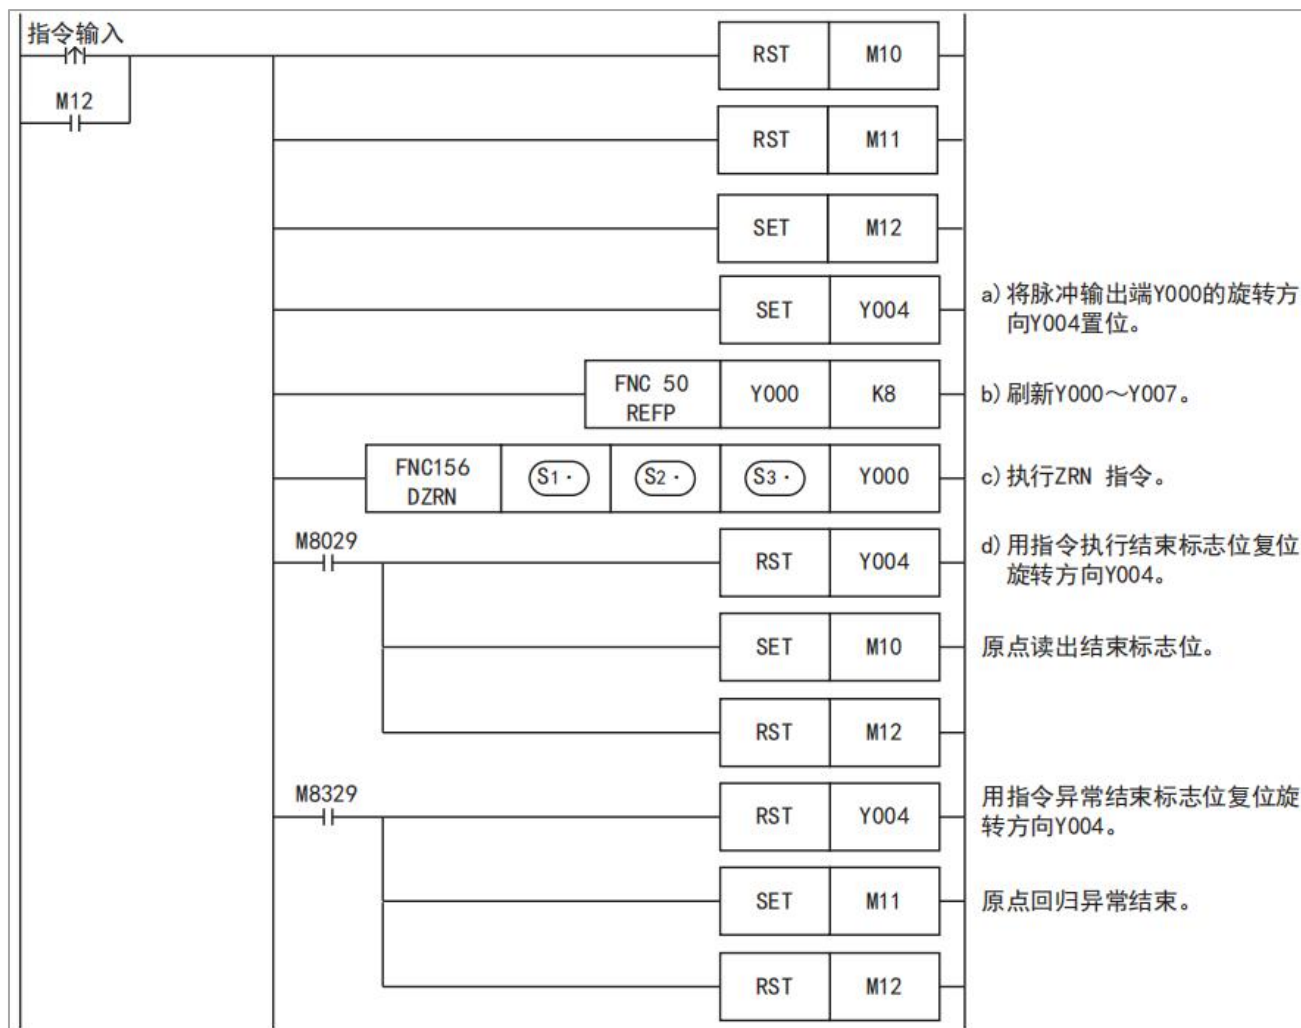 指令输入
RST M10
M12
RST M11
SET M12
SET Y004
a)将脉冲输出端Y000的旋转方
向Y004置位。
FNC 50
REFP
Y000 K8
b)刷新Y000～Y007。
FNC156
DZRN
S1· S2· S3· Y000
c)执行ZRN 指令。
M8029
RST Y004
d)用指令执行结束标志位复位
旋转方向Y004。
SET M10
原点读出结束标志位。
RST M12
M8329
RST Y004
用指令异常结束标志位复位旋
转方向Y004。
SET M11
原点回归异常结束。
RST M12